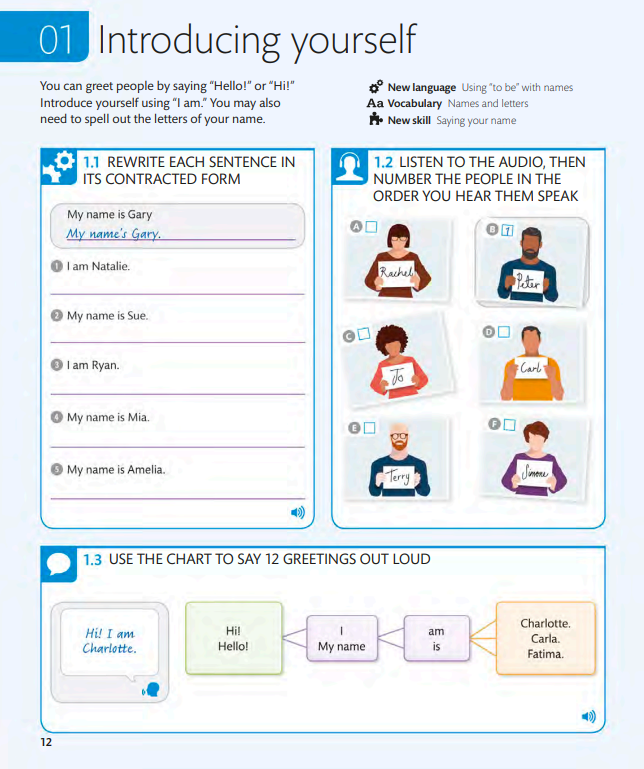 01 Introducing yourself
You can greet people by saying "Hello!" or "Hi!"
Introduce yourself using "I am." You may also
need to spell out the letters of your name.
New language Using "to be" with names
Aa Vocabulary Names and letters
New skill Saying your name
1.1 REWRITE EACH SENTENCE IN
ITS CONTRACTED FORM
My name is Gary
My name's Gary.
1 I am Natalie.
2 My name is Sue.
3 I am Ryan.
4 My name is Mia.
5 My name is Amelia.
1.2 LISTEN TO THE AUDIO, THEN
NUMBER THE PEOPLE IN THE
ORDER YOU HEAR THEM SPEAK
A
Rachel
B 1
Peter
C
Jo
D
Carl
E
Terry
F
Simone
1.3 USE THE CHART TO SAY 12 GREETINGS OUT LOUD
Hi! I am
Charlotte.
Hi!
Hello!
I
My name
am
is
Charlotte.
Carla.
Fatima.
12